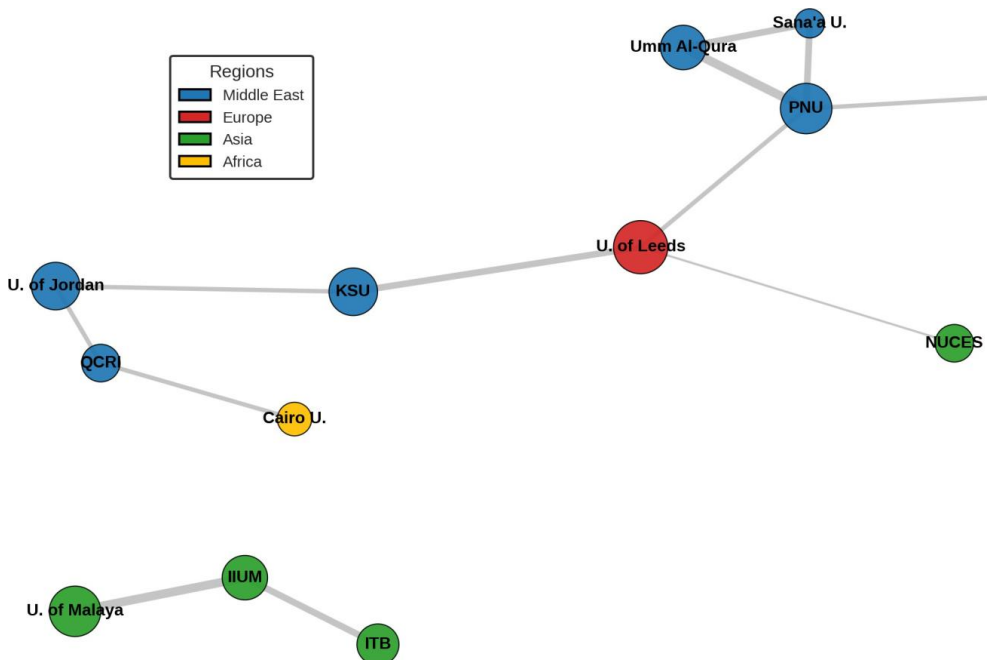 Sana'a U.
Umm Al-Qura
Regions
Middle East
Europe
Asia
Africa
PNU
U. of Leeds
U. of Jordan
KSU
NUCES
QCRI
Cairo U.
IIUM
U. of Malaya
ITB